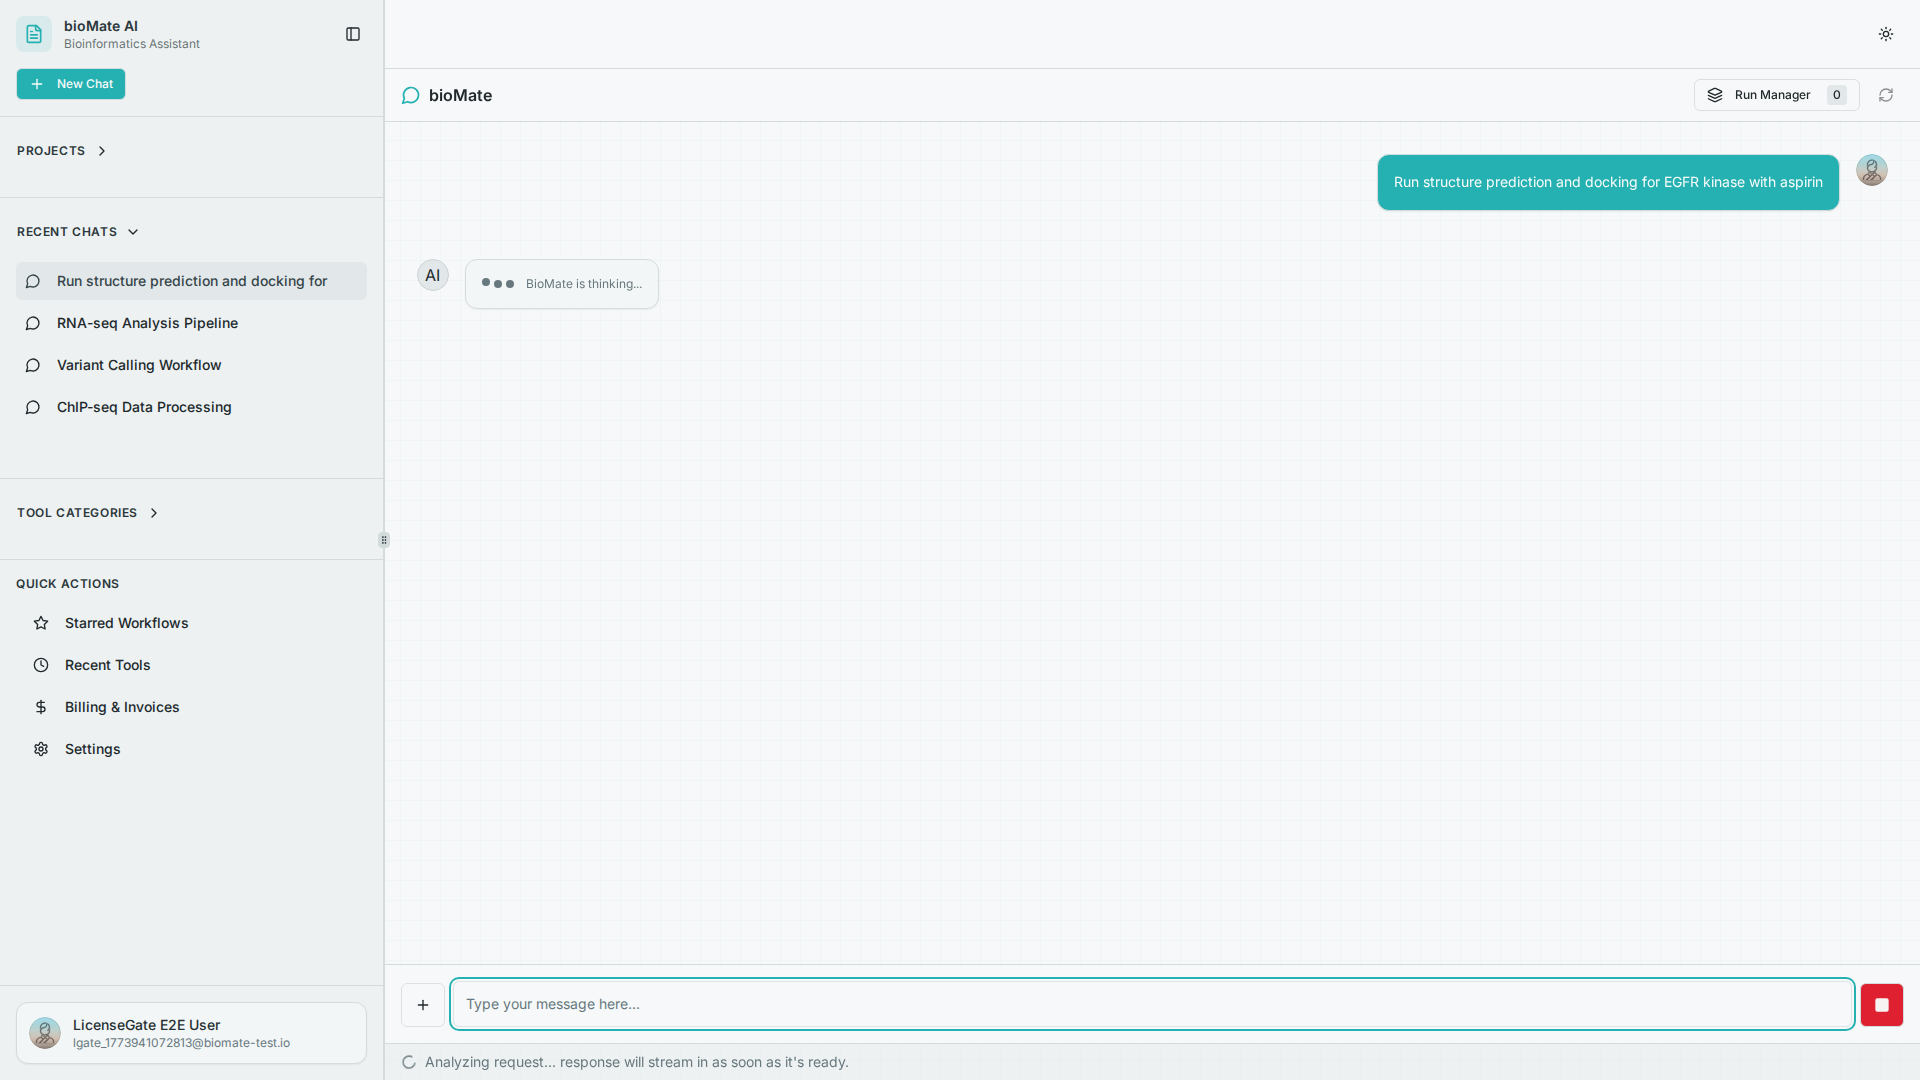 bioMate AI
Bioinformatics Assistant
New Chat
PROJECTS
RECENT CHATS
Run structure prediction and docking for
RNA-seq Analysis Pipeline
Variant Calling Workflow
ChIP-seq Data Processing
TOOL CATEGORIES
QUICK ACTIONS
Starred Workflows
Recent Tools
Billing & Invoices
Settings
LicenseGate E2E User
lgate_1773941072813@biomate-test.io
bioMate
Run Manager 0
Run structure prediction and docking for EGFR kinase with aspirin
AI
BioMate is thinking...
Type your message here...
Analyzing request... response will stream in as soon as it's ready.